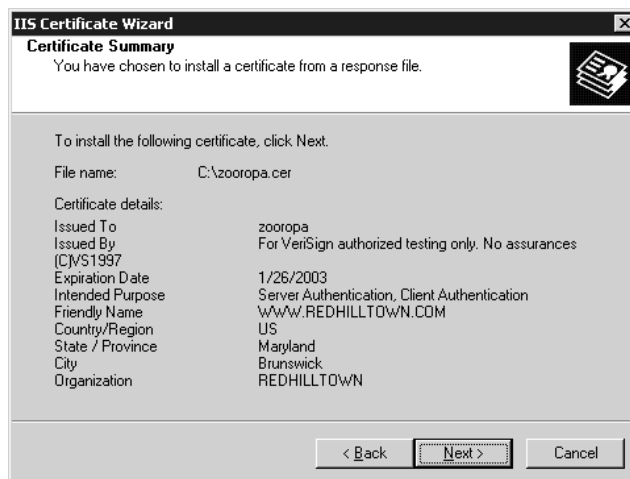 IIS Certificate Wizard
Certificate Summary
You have chosen to install a certificate from a response file.
To install the following certificate, click Next.
File name: C:\zooropa.cer
Certificate details:
Issued To zooropa
Issued By For VeriSign authorized testing only. No assurances
(C)VS1997
Expiration Date 1/26/2003
Intended Purpose Server Authentication, Client Authentication
Friendly Name WWW.REDHILLTOWN.COM
Country/Region US
State / Province Maryland
City Brunswick
Organization REDHILLTOWN
< Back Next > Cancel